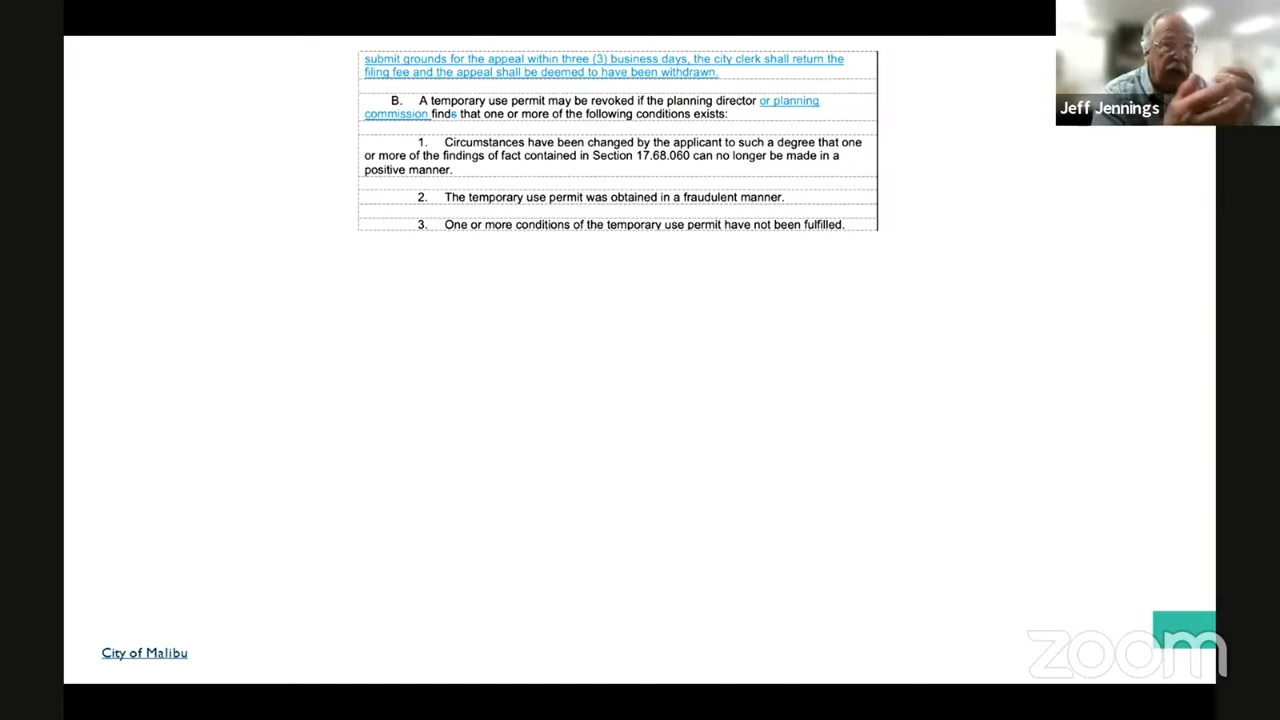 submit grounds for the appeal within three (3) business days, the city clerk shall return the
filing fee and the appeal shall be deemed to have been withdrawn.
B. A temporary use permit may be revoked if the planning director or planning
commission finds that one or more of the following conditions exists:
1. Circumstances have been changed by the applicant to such a degree that one
or more of the findings of fact contained in Section 17.68.060 can no longer be made in a
positive manner.
2. The temporary use permit was obtained in a fraudulent manner.
3. One or more conditions of the temporary use permit have not been fulfilled.
Jeff Jennings
City of Malibu
zoom